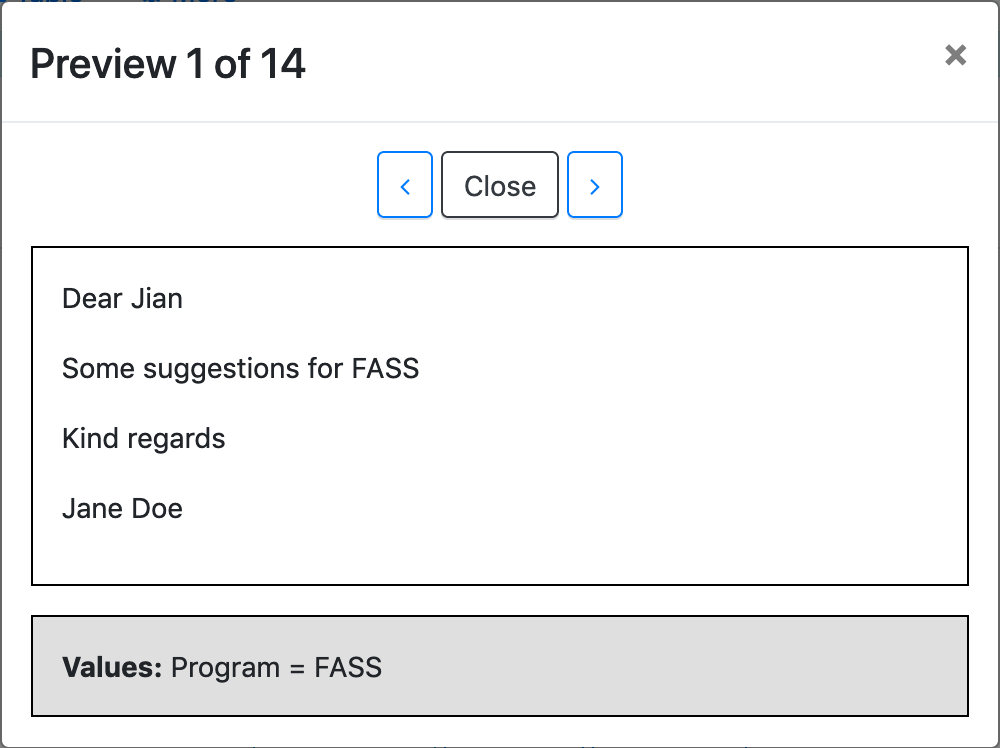 Preview 1 of 14
×
< Close >
Dear Jian
Some suggestions for FASS
Kind regards
Jane Doe
Values: Program = FASS